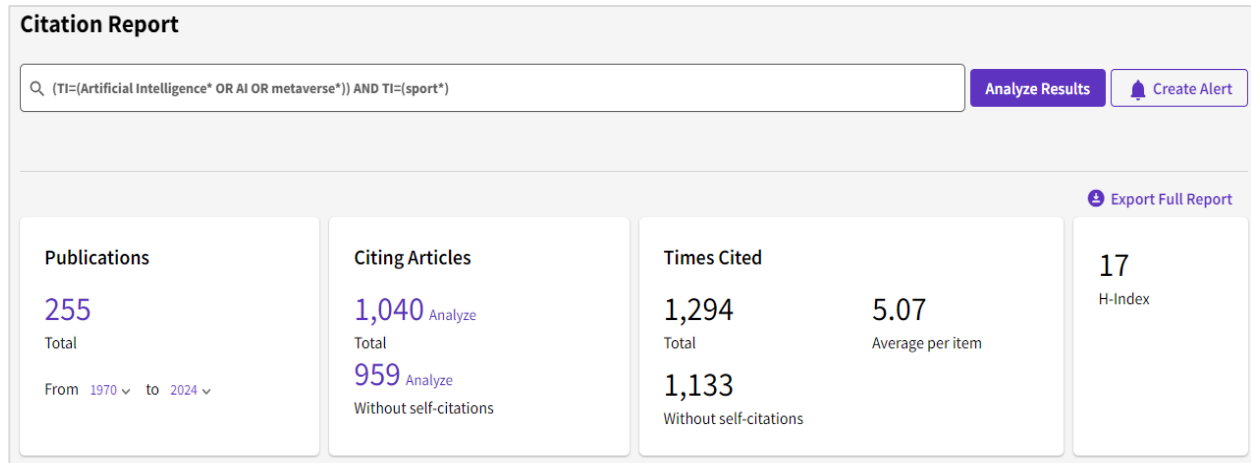 Citation Report
(TI=(Artificial Intelligence* OR AI OR metaverse*)) AND TI=(sport*)
Analyze Results
Create Alert
Export Full Report
Publications
255
Total
From 1970 to 2024
Citing Articles
1,040 Analyze
Total
959 Analyze
Without self-citations
Times Cited
1,294
Total
5.07
Average per item
1,133
Without self-citations
17
H-Index